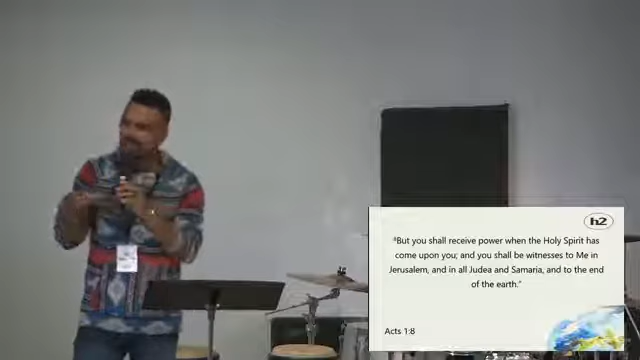 h2
⁸But you shall receive power when the Holy Spirit has
come upon you; and you shall be witnesses to Me in
Jerusalem, and in all Judea and Samaria, and to the end
of the earth.”
Acts 1:8